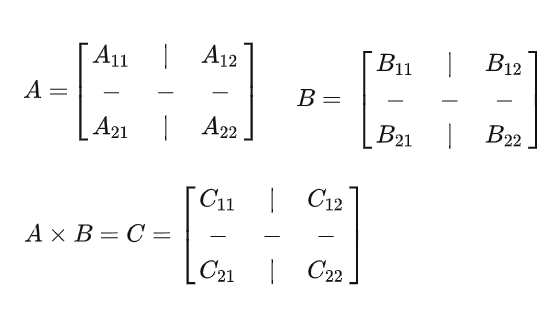 A = [ A₁₁ | A₁₂
— — —
A₂₁ | A₂₂ ]
B = [ B₁₁ | B₁₂
— — —
B₂₁ | B₂₂ ]
A × B = C = [ C₁₁ | C₁₂
— — —
C₂₁ | C₂₂ ]